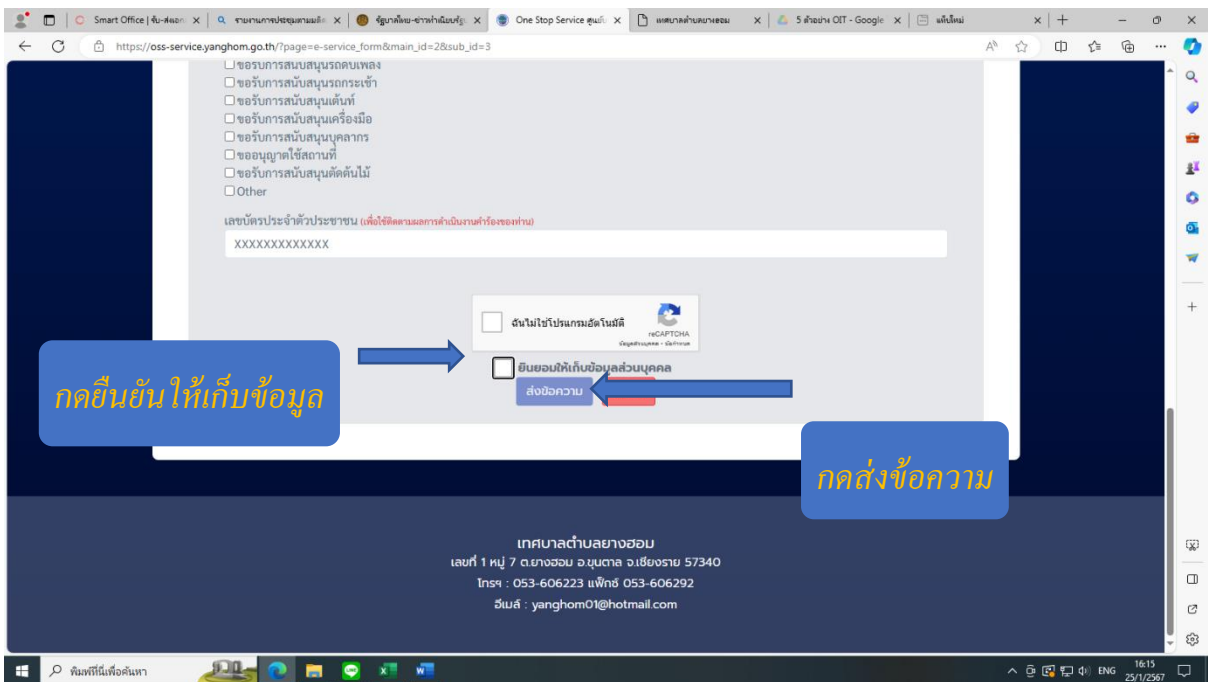 Smart Office | รับ-ส่งเอก
รายงานการประชุมตามมติค
รัฐบาลไทย-ข่าวทำเนียบรัฐบ
One Stop Service ศูนย์บ
เทศบาลตำบลยางฮอม
5 ตัวอย่าง OIT - Google
แท็บใหม่
https://oss-service.yanghom.go.th/?page=e-service_form&main_id=2&sub_id=3
ขอรับการสนับสนุนรถดับเพลิง
ขอรับการสนับสนุนรถกระเช้า
ขอรับการสนับสนุนเต้นท์
ขอรับการสนับสนุนเครื่องมือ
ขอรับการสนับสนุนบุคลากร
ขออนุญาตใช้สถานที่
ขอรับการสนับสนุนตัดต้นไม้
Other
เลขบัตรประจำตัวประชาชน (เพื่อใช้ติดตามผลการดำเนินงานคำร้องของท่าน)
XXXXXXXXXXXXX
ฉันไม่ใช่โปรแกรมอัตโนมัติ
reCAPTCHA
ข้อมูลส่วนบุคคล - ข้อกำหนด
ยินยอมให้เก็บข้อมูลส่วนบุคคล
ส่งข้อความ
กดยืนยันให้เก็บข้อมูล
กดส่งข้อความ
เทศบาลตำบลยางฮอม
เลขที่ 1 หมู่ 7 ต.ยางฮอม อ.ขุนตาล จ.เชียงราย 57340
โทรฯ : 053-606223 แฟ็กซ์ 053-606292
อีเมล์ : yanghom01@hotmail.com
พิมพ์ที่นี่เพื่อค้นหา
ENG
16:15
25/1/2567